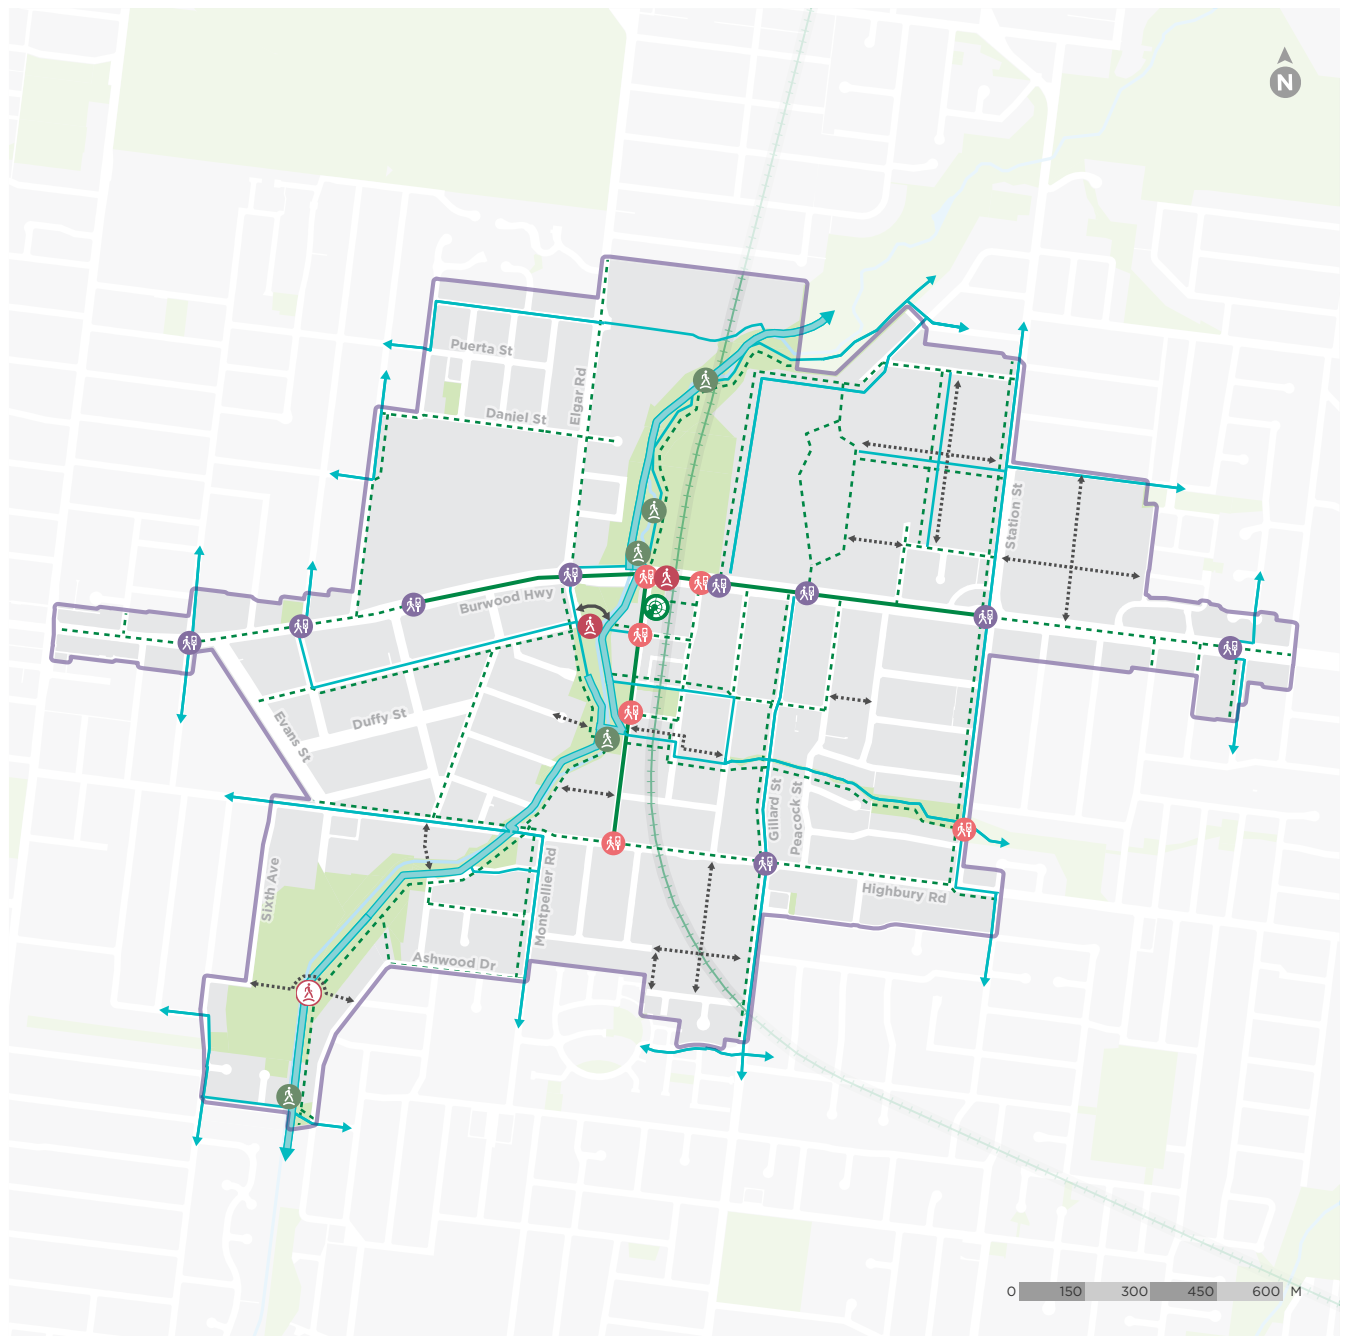 N
Puerta St
Elgar Rd
Daniel St
Station St
Burwood Hwy
Evans St
Duffy St
Gillard St
Peacock St
Sixth Ave
Montpellier Rd
Highbury Rd
Ashwood Dr
0 150 300 450 600 M